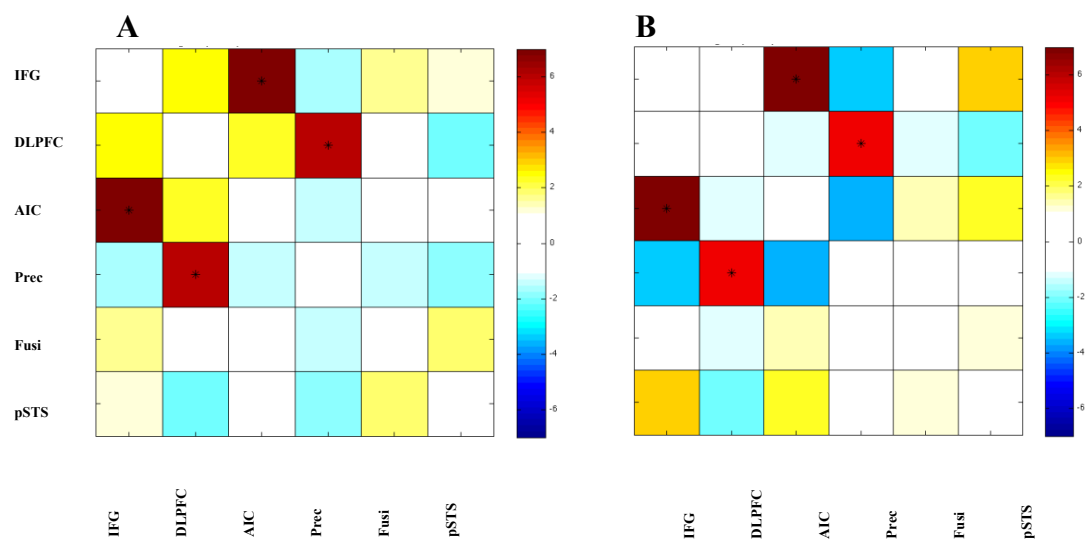 A
B
IFG
DLPFC
AIC
Prec
Fusi
pSTS
6
4
2
0
-2
-4
-6
6
4
2
0
-2
-4
-6
IFG
DLPFC
AIC
Prec
Fusi
pSTS
IFG
DLPFC
AIC
Prec
Fusi
pSTS